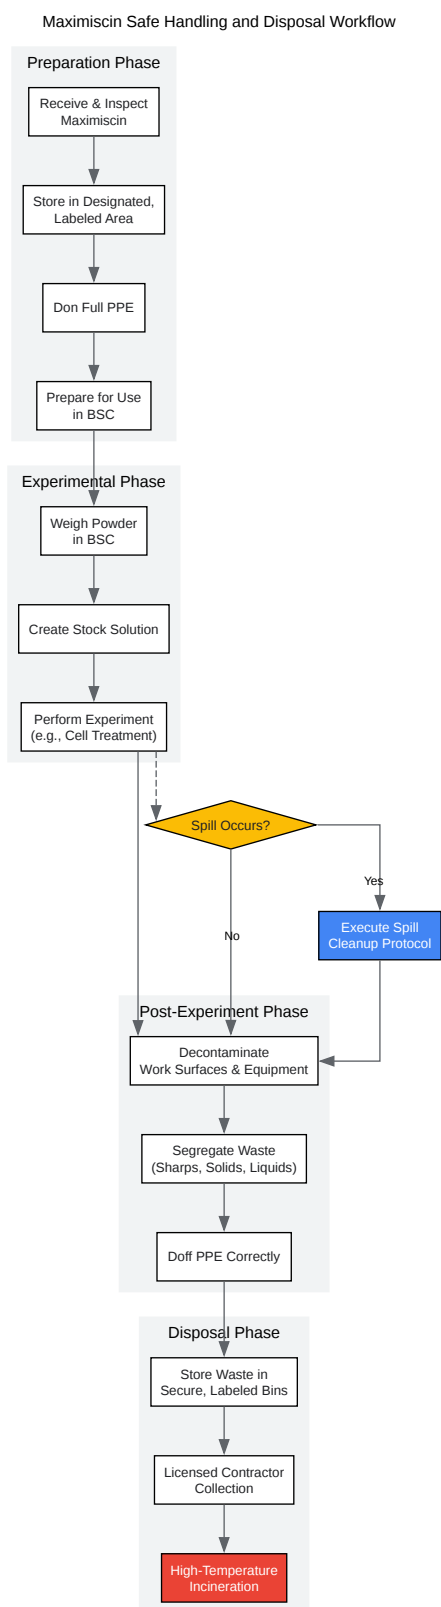 Maximiscin Safe Handling and Disposal Workflow
Preparation Phase
Receive & Inspect
Maximiscin
Store in Designated,
Labeled Area
Don Full PPE
Prepare for Use
in BSC
Experimental Phase
Weigh Powder
in BSC
Create Stock Solution
Perform Experiment
(e.g., Cell Treatment)
Spill Occurs?
Yes
Execute Spill
Cleanup Protocol
No
Post-Experiment Phase
Decontaminate
Work Surfaces & Equipment
Segregate Waste
(Sharps, Solids, Liquids)
Doff PPE Correctly
Disposal Phase
Store Waste in
Secure, Labeled Bins
Licensed Contractor
Collection
High-Temperature
Incineration